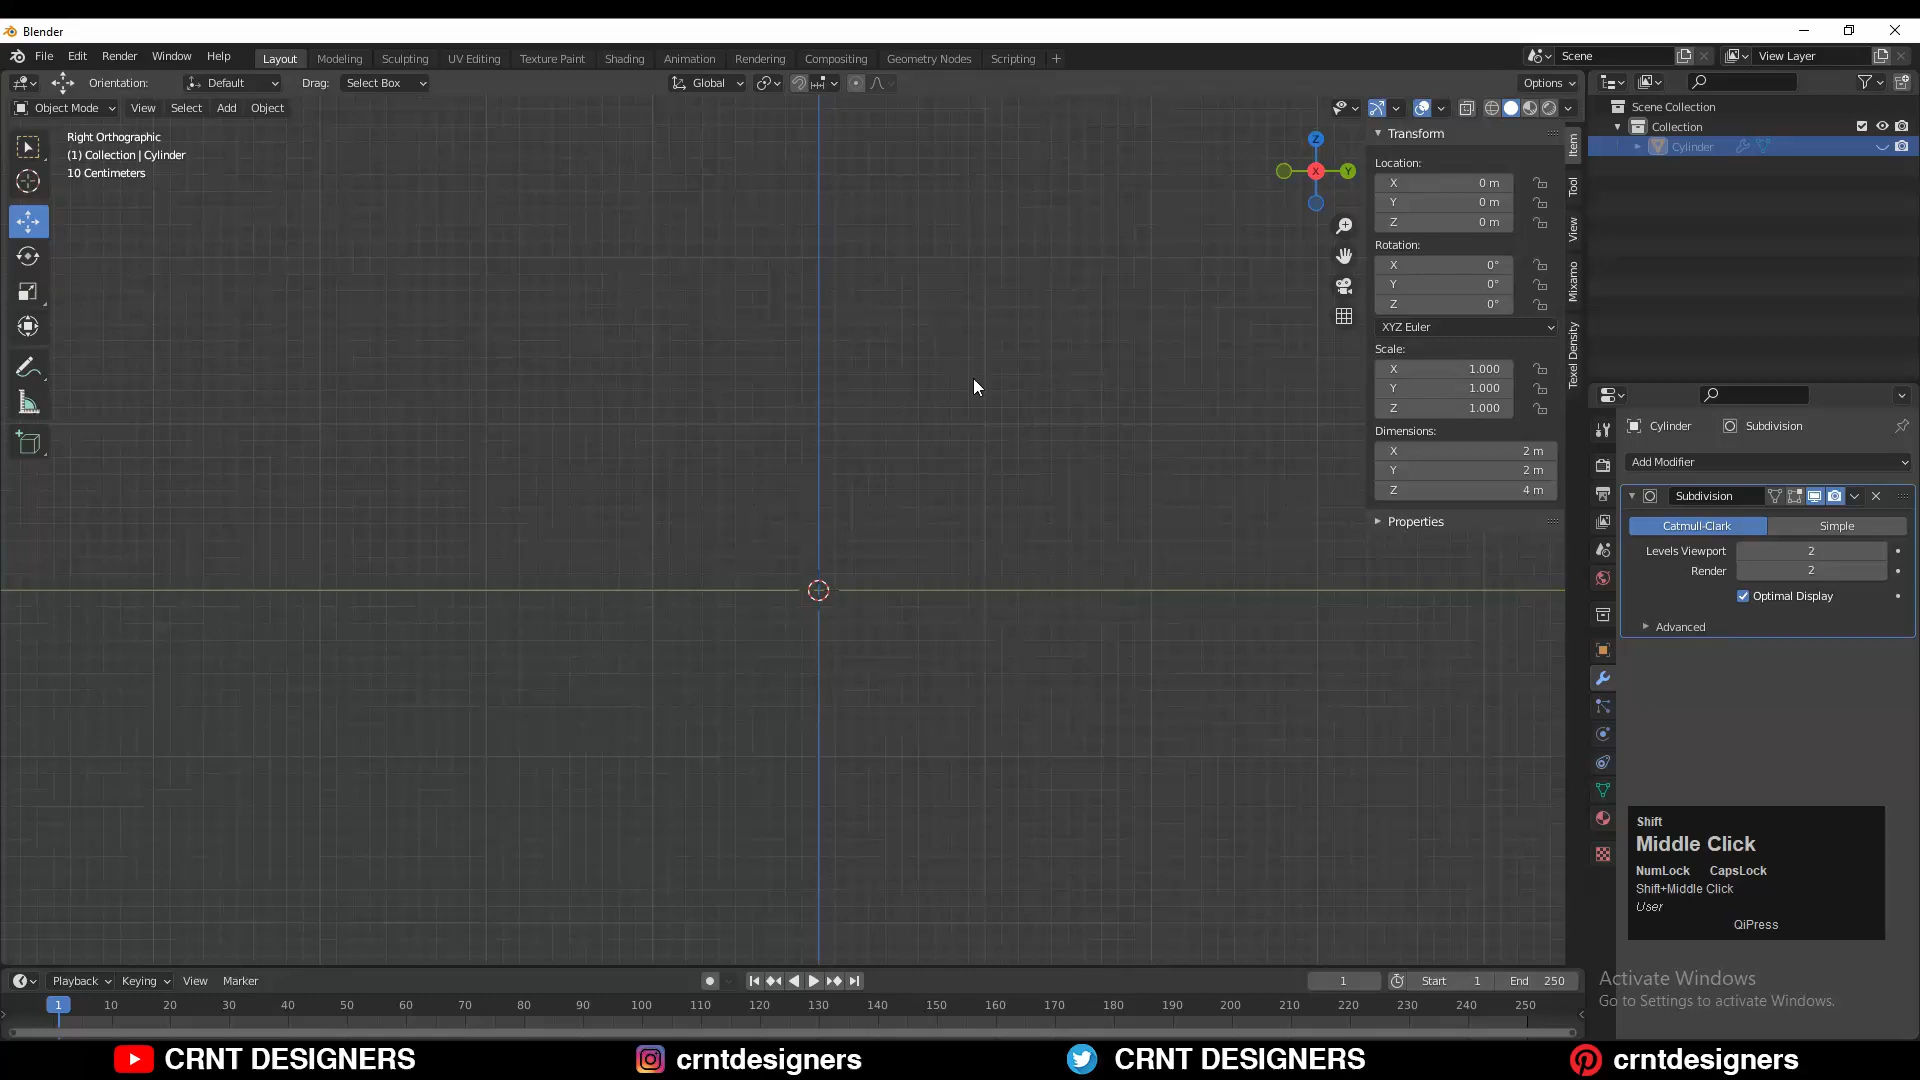 Blender
File Edit Render Window Help Layout Modeling Sculpting UV Editing Texture Paint Shading Animation Rendering Compositing Geometry Nodes Scripting + Scene View Layer
Orientation: Default Drag: Select Box Global Options
Object Mode View Select Add Object
Right Orthographic
(1) Collection | Cylinder
10 Centimeters
Z
X
Y
Transform
Location:
X 0 m
Y 0 m
Z 0 m
Rotation:
X 0°
Y 0°
Z 0°
XYZ Euler
Scale:
X 1.000
Y 1.000
Z 1.000
Dimensions:
X 2 m
Y 2 m
Z 4 m
Properties
Item
Tool
View
Mixamo
Texel Density
Scene Collection
Collection
Cylinder
Cylinder Subdivision
Add Modifier
Subdivision
Catmull-Clark Simple
Levels Viewport 2
Render 2
Optimal Display
Advanced
Shift
Middle Click
NumLock CapsLock
Shift+Middle Click
User
QiPress
Activate Windows
Go to Settings to activate Windows.
Playback Keying View Marker 1 Start 1 End 250
1 10 20 30 40 50 60 70 80 90 100 110 120 130 140 150 160 170 180 190 200 210 220 230 240 250
CRNT DESIGNERS crntdesigners CRNT DESIGNERS crntdesigners